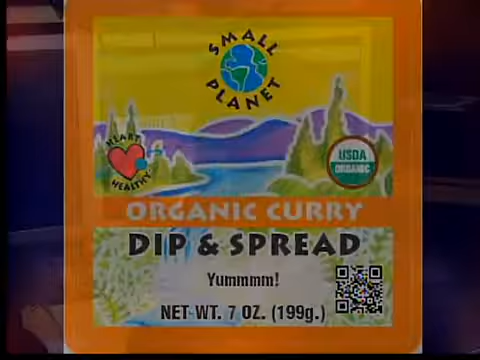 SMALL
PLANET
HEART
HEALTHY
USDA
ORGANIC
ORGANIC CURRY
DIP & SPREAD
Yummmm!
NET WT. 7 OZ. (199g.)